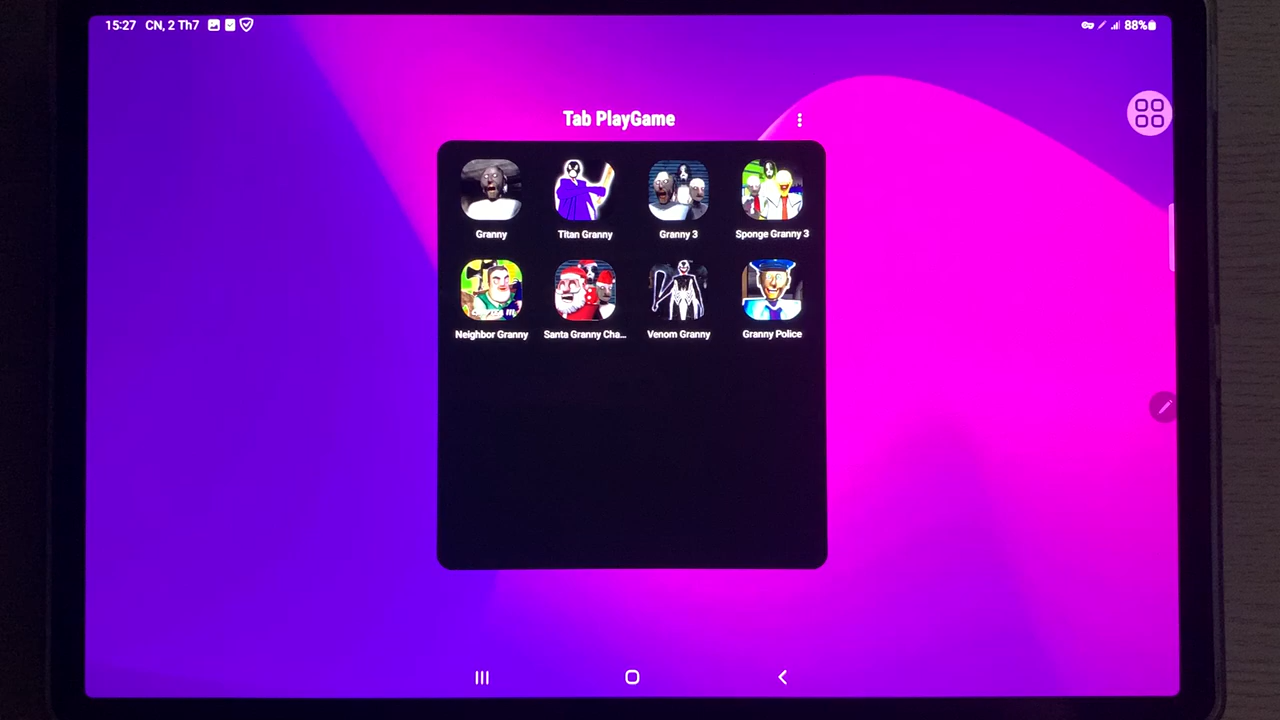 15:27 CN, 2 Th7 88%
Tab PlayGame
Granny Titan Granny Granny 3 Sponge Granny 3
Neighbor Granny Santa Granny Cha... Venom Granny Granny Police